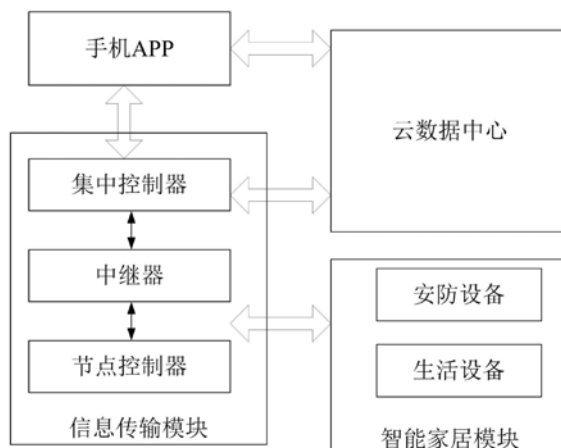 手机APP
云数据中心
集中控制器
中继器
节点控制器
信息传输模块
安防设备
生活设备
智能家居模块